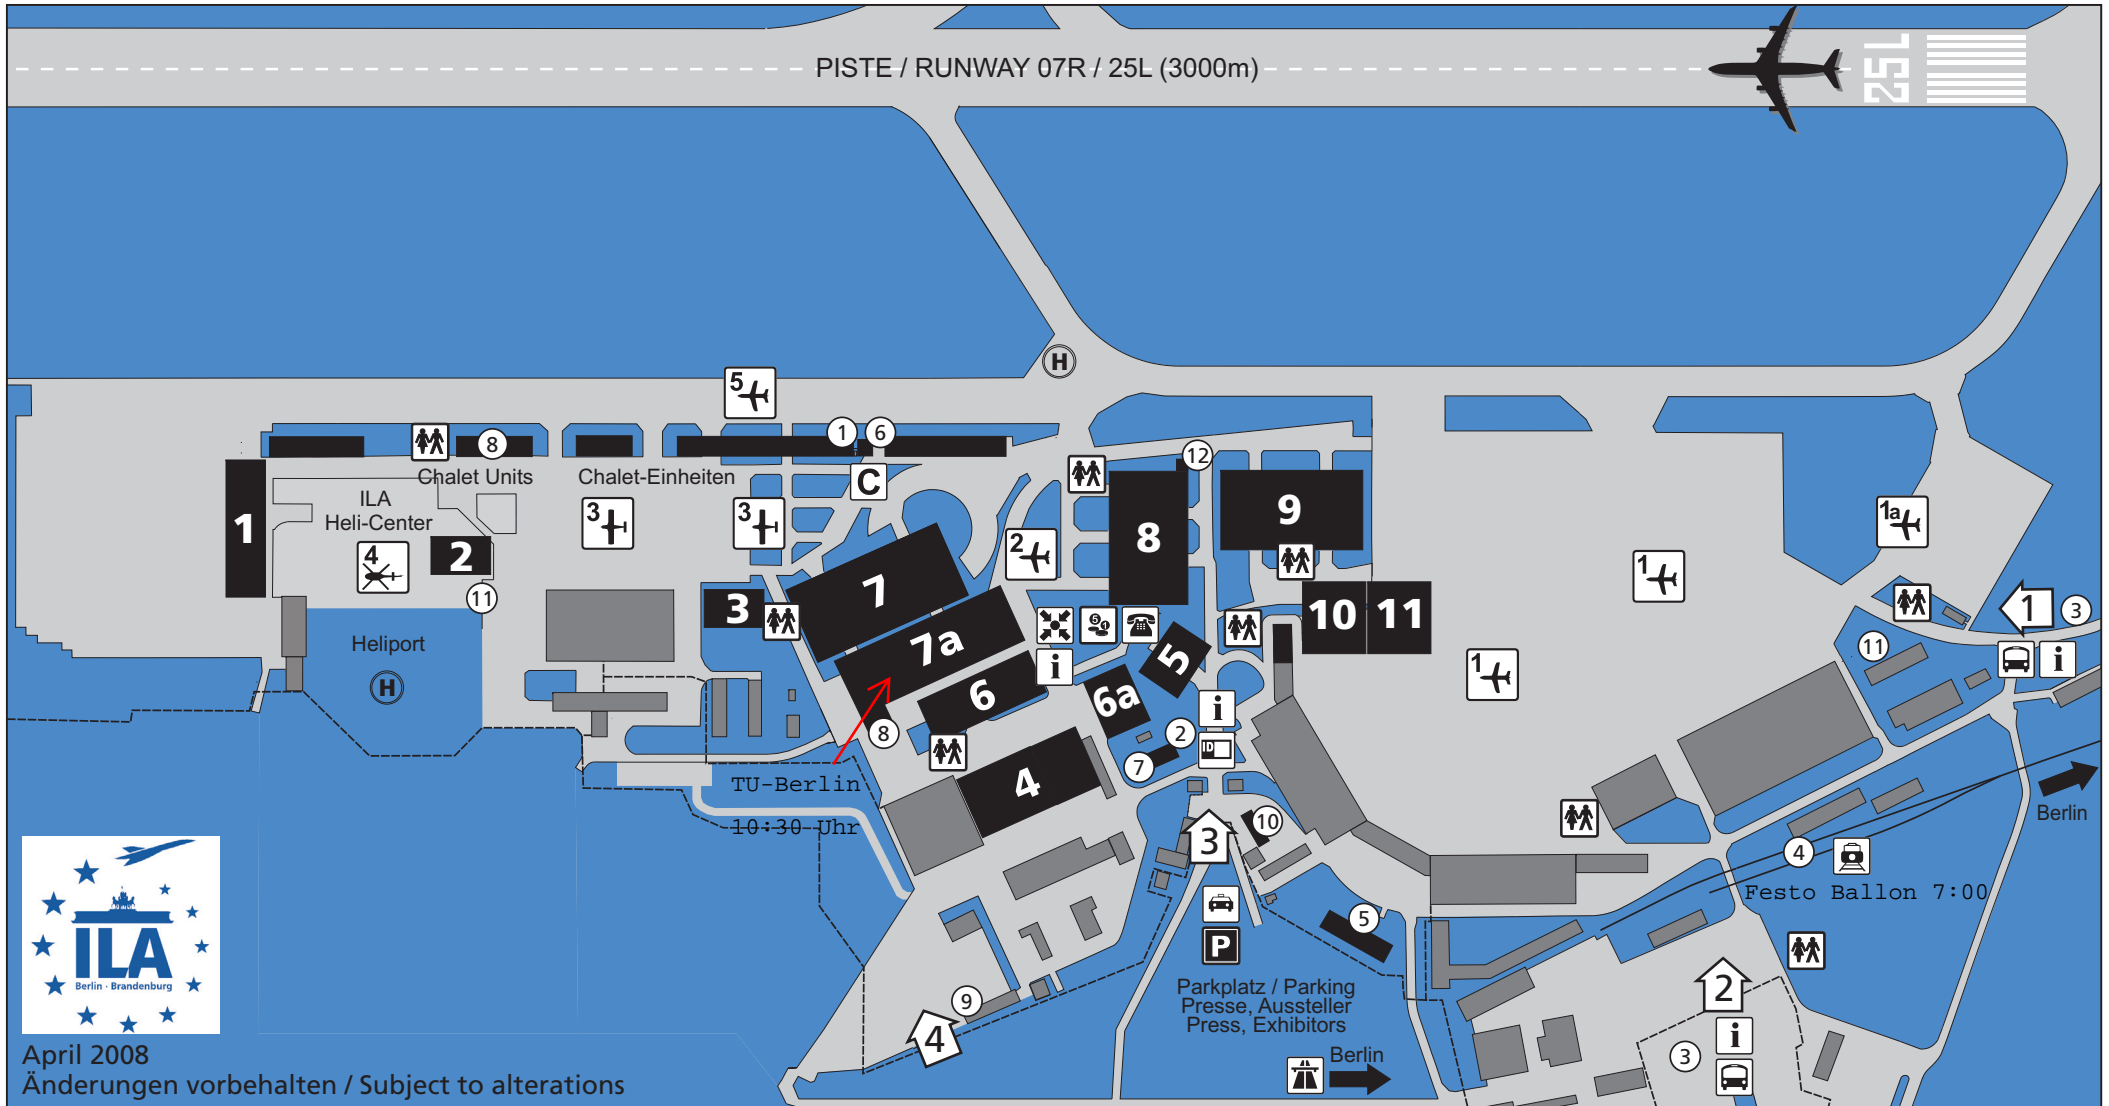 PISTE / RUNWAY 07R / 25L (3000m)
25L
H
5
1
6
8
Chalet Units
Chalet-Einheiten
C
12
ILA
Heli-Center
1
4
2
3
3
2
8
9
1a
1
11
3
7
7a
10
11
1
3
Heliport
H
i
5
6
6a
i
11
i
1
8
2
ID
7
4
TU-Berlin
10:30 Uhr
3
10
Berlin
4
Festo Ballon 7:00
5
P
ILA
Berlin · Brandenburg
Parkplatz / Parking
Presse, Aussteller
Press, Exhibitors
9
4
2
i
3
Berlin
April 2008
Änderungen vorbehalten / Subject to alterations